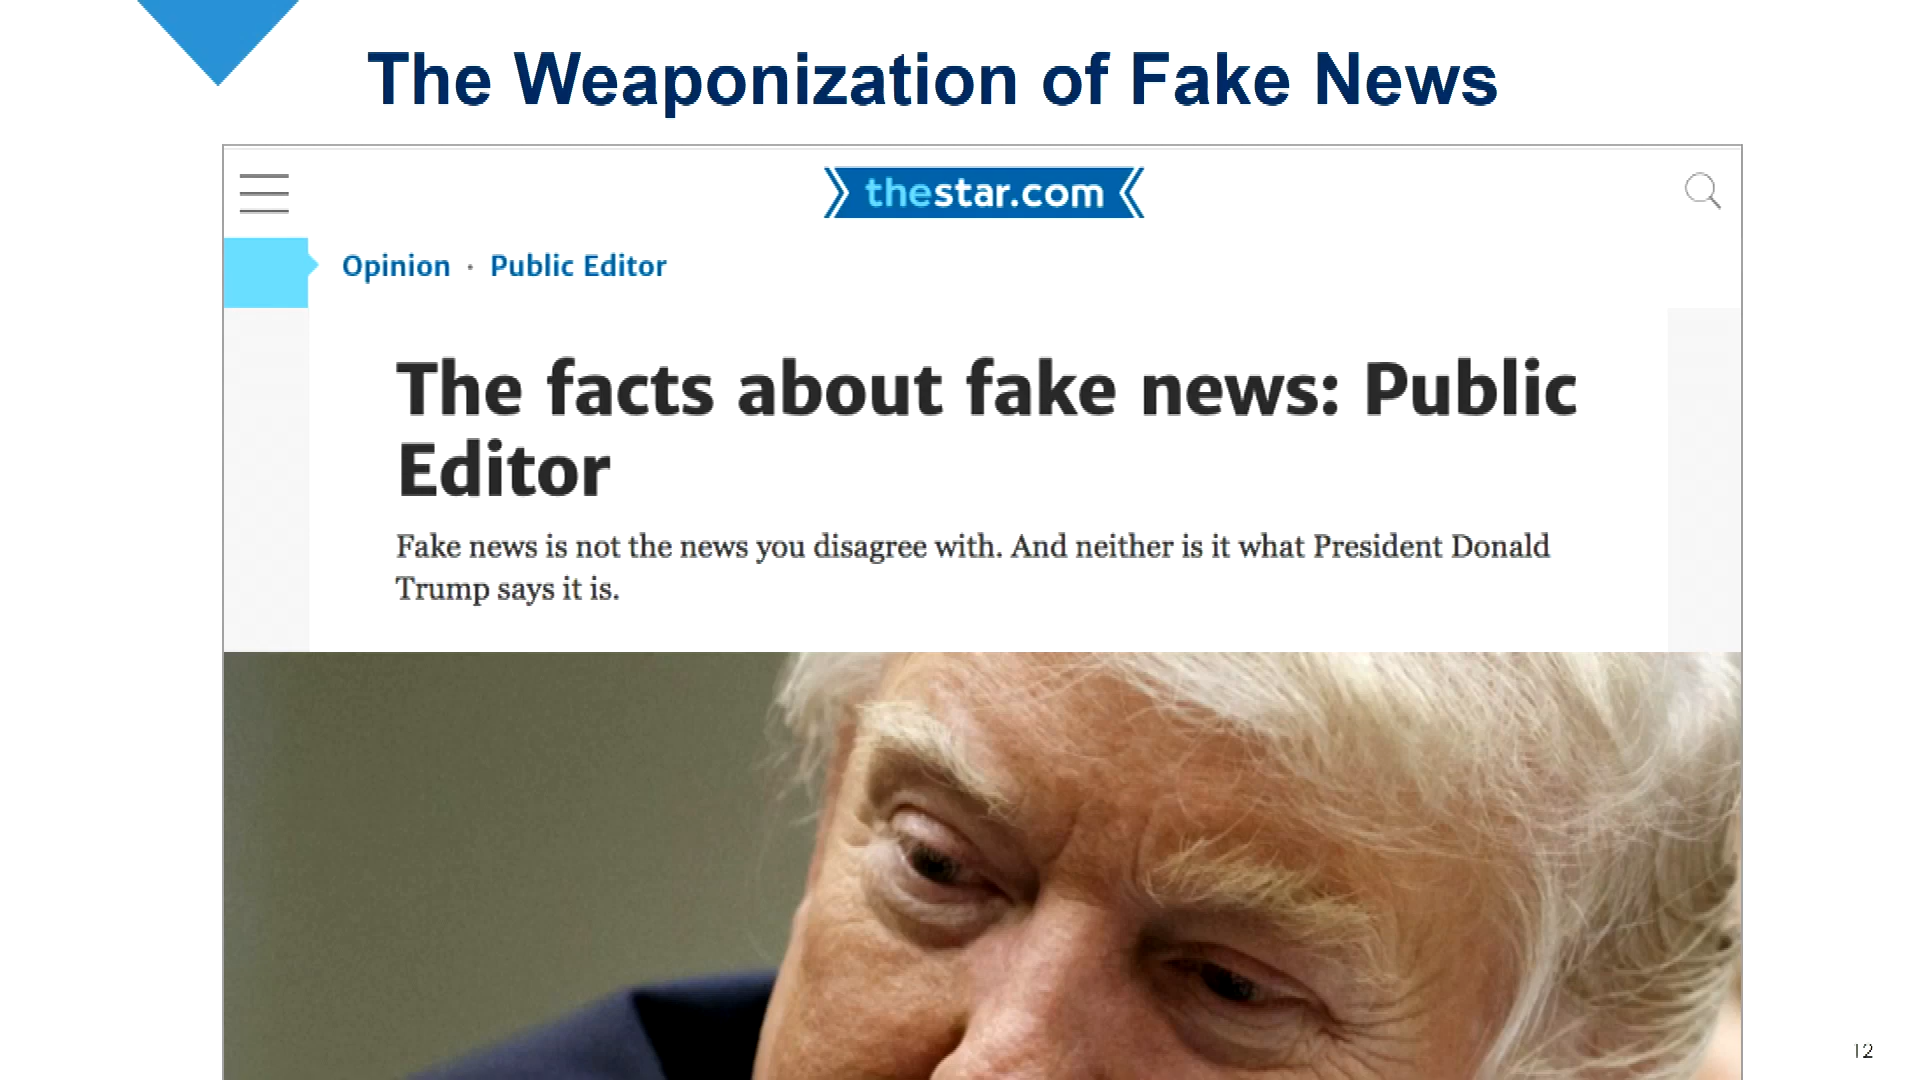 The Weaponization of Fake News
thestar.com
Opinion · Public Editor
The facts about fake news: Public
Editor
Fake news is not the news you disagree with. And neither is it what President Donald
Trump says it is.
12